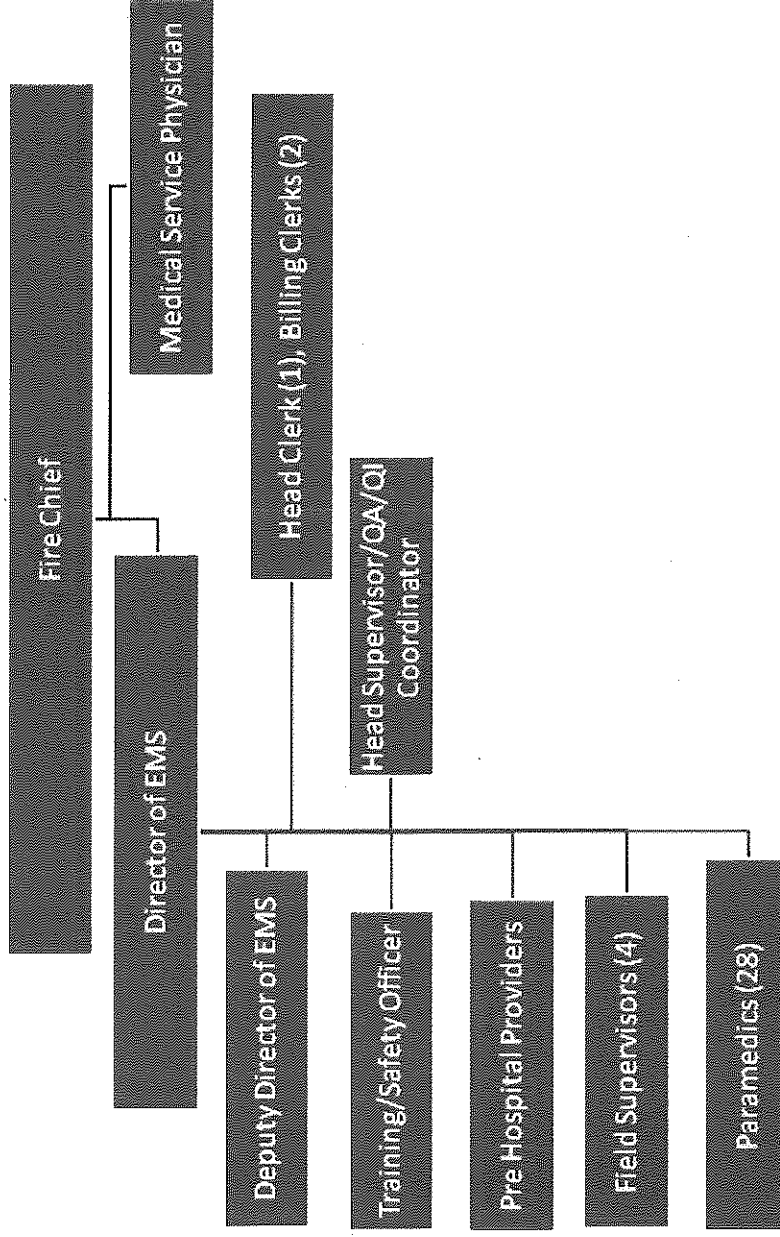 Fire Chief
Director of EMS
Medical Service Physician
Deputy Director of EMS
Head Clerk (1), Billing Clerks (2)
Training/Safety Officer
Head Supervisor/QA/QI
Coordinator
Pre Hospital Providers
Field Supervisors (4)
Paramedics (28)